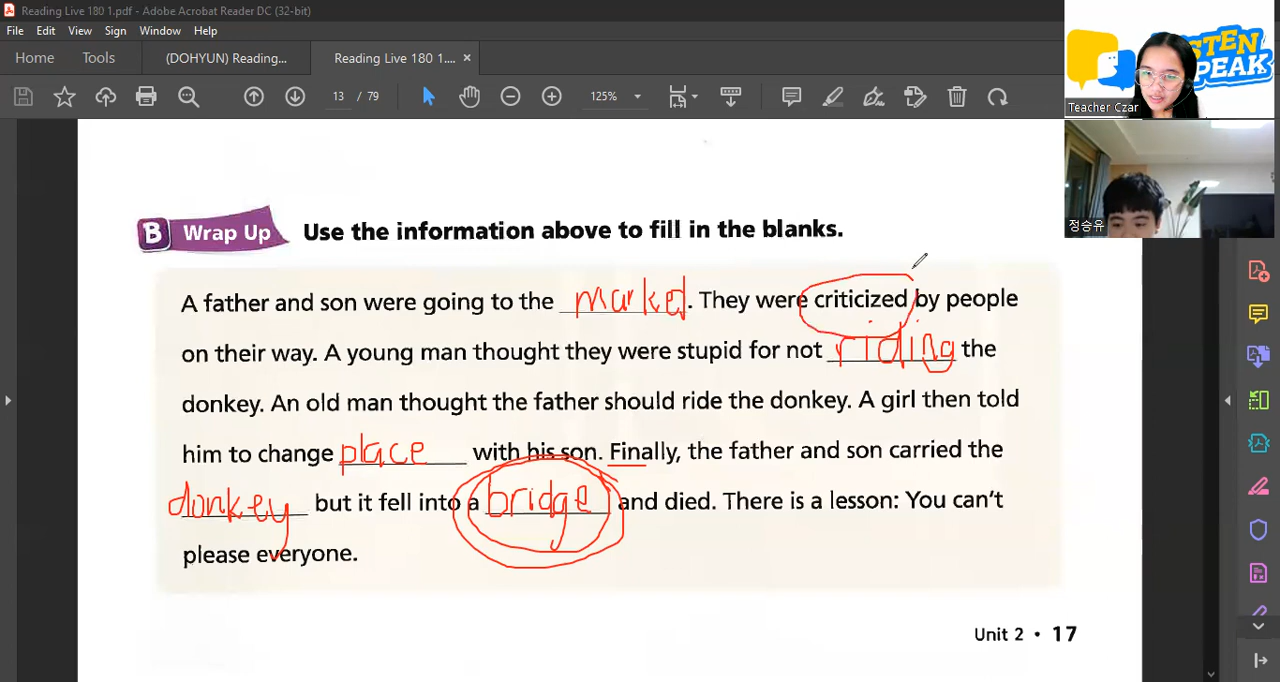 Reading Live 180 1.pdf - Adobe Acrobat Reader DC (32-bit)
File Edit View Sign Window Help
Home Tools (DOHYUN) Reading... Reading Live 180 1.... ×
13 / 79 125%
STEN
PEAK
Teacher Czar
정승유
B Wrap Up Use the information above to fill in the blanks.
A father and son were going to the marked. They were criticized by people
on their way. A young man thought they were stupid for not riding the
donkey. An old man thought the father should ride the donkey. A girl then told
him to change place with his son. Finally, the father and son carried the
donkey but it fell into a bridge and died. There is a lesson: You can't
please everyone.
Unit 2 • 17